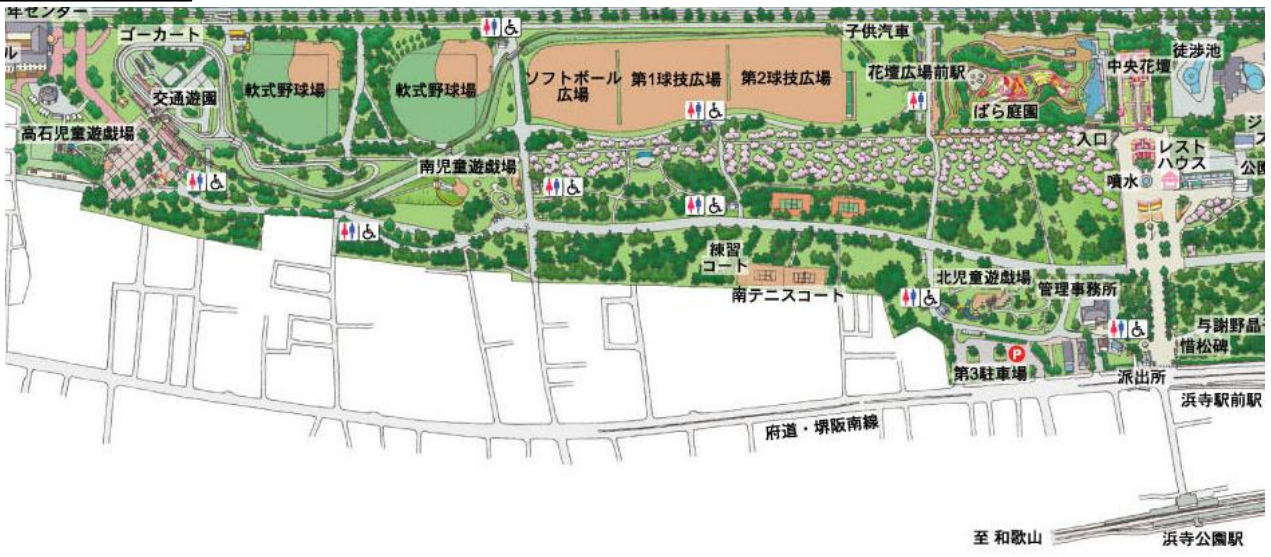 年センター
ル
ゴーカート
交通遊園
高石児童遊戯場
軟式野球場
軟式野球場
南児童遊戯場
ソフトボール
広場
第1球技広場
第2球技広場
子供汽車
花壇広場前駅
ばら庭園
中央花壇
徒渉池
入口
レスト
ハウス
噴水
ジ
ス
公園
練習
コート
南テニスコート
北児童遊戯場
管理事務所
与謝野晶子
惜松碑
P
第3駐車場
派出所
浜寺駅前駅
府道・堺阪南線
至 和歌山
浜寺公園駅